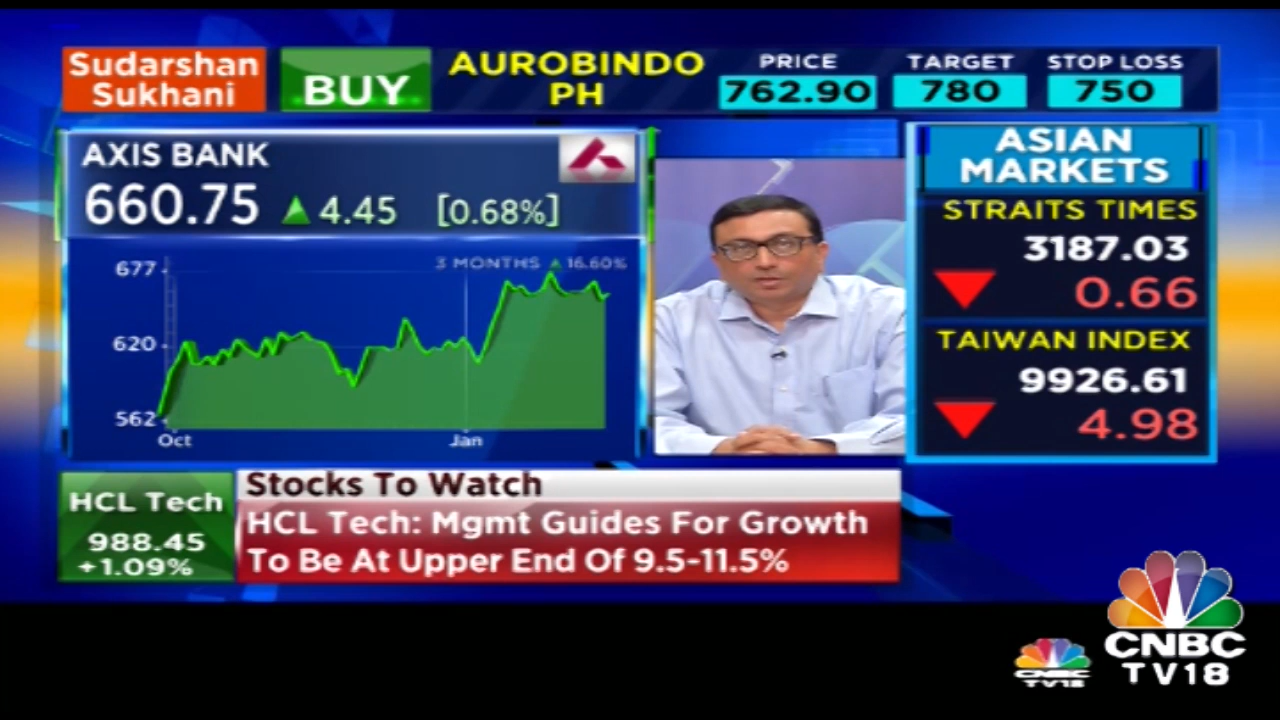 Sudarshan
Sukhani
BUY
AUROBINDO
PH
PRICE
762.90
TARGET
780
STOP LOSS
750
AXIS BANK
660.75 ▲ 4.45 [0.68%]
3 MONTHS ▲ 16.60%
677
620
562
Oct
Jan
ASIAN
MARKETS
STRAITS TIMES
3187.03
0.66
TAIWAN INDEX
9926.61
4.98
HCL Tech
988.45
+1.09%
Stocks To Watch
HCL Tech: Mgmt Guides For Growth
To Be At Upper End Of 9.5-11.5%
CNBC
TV18
CNBC
TV18